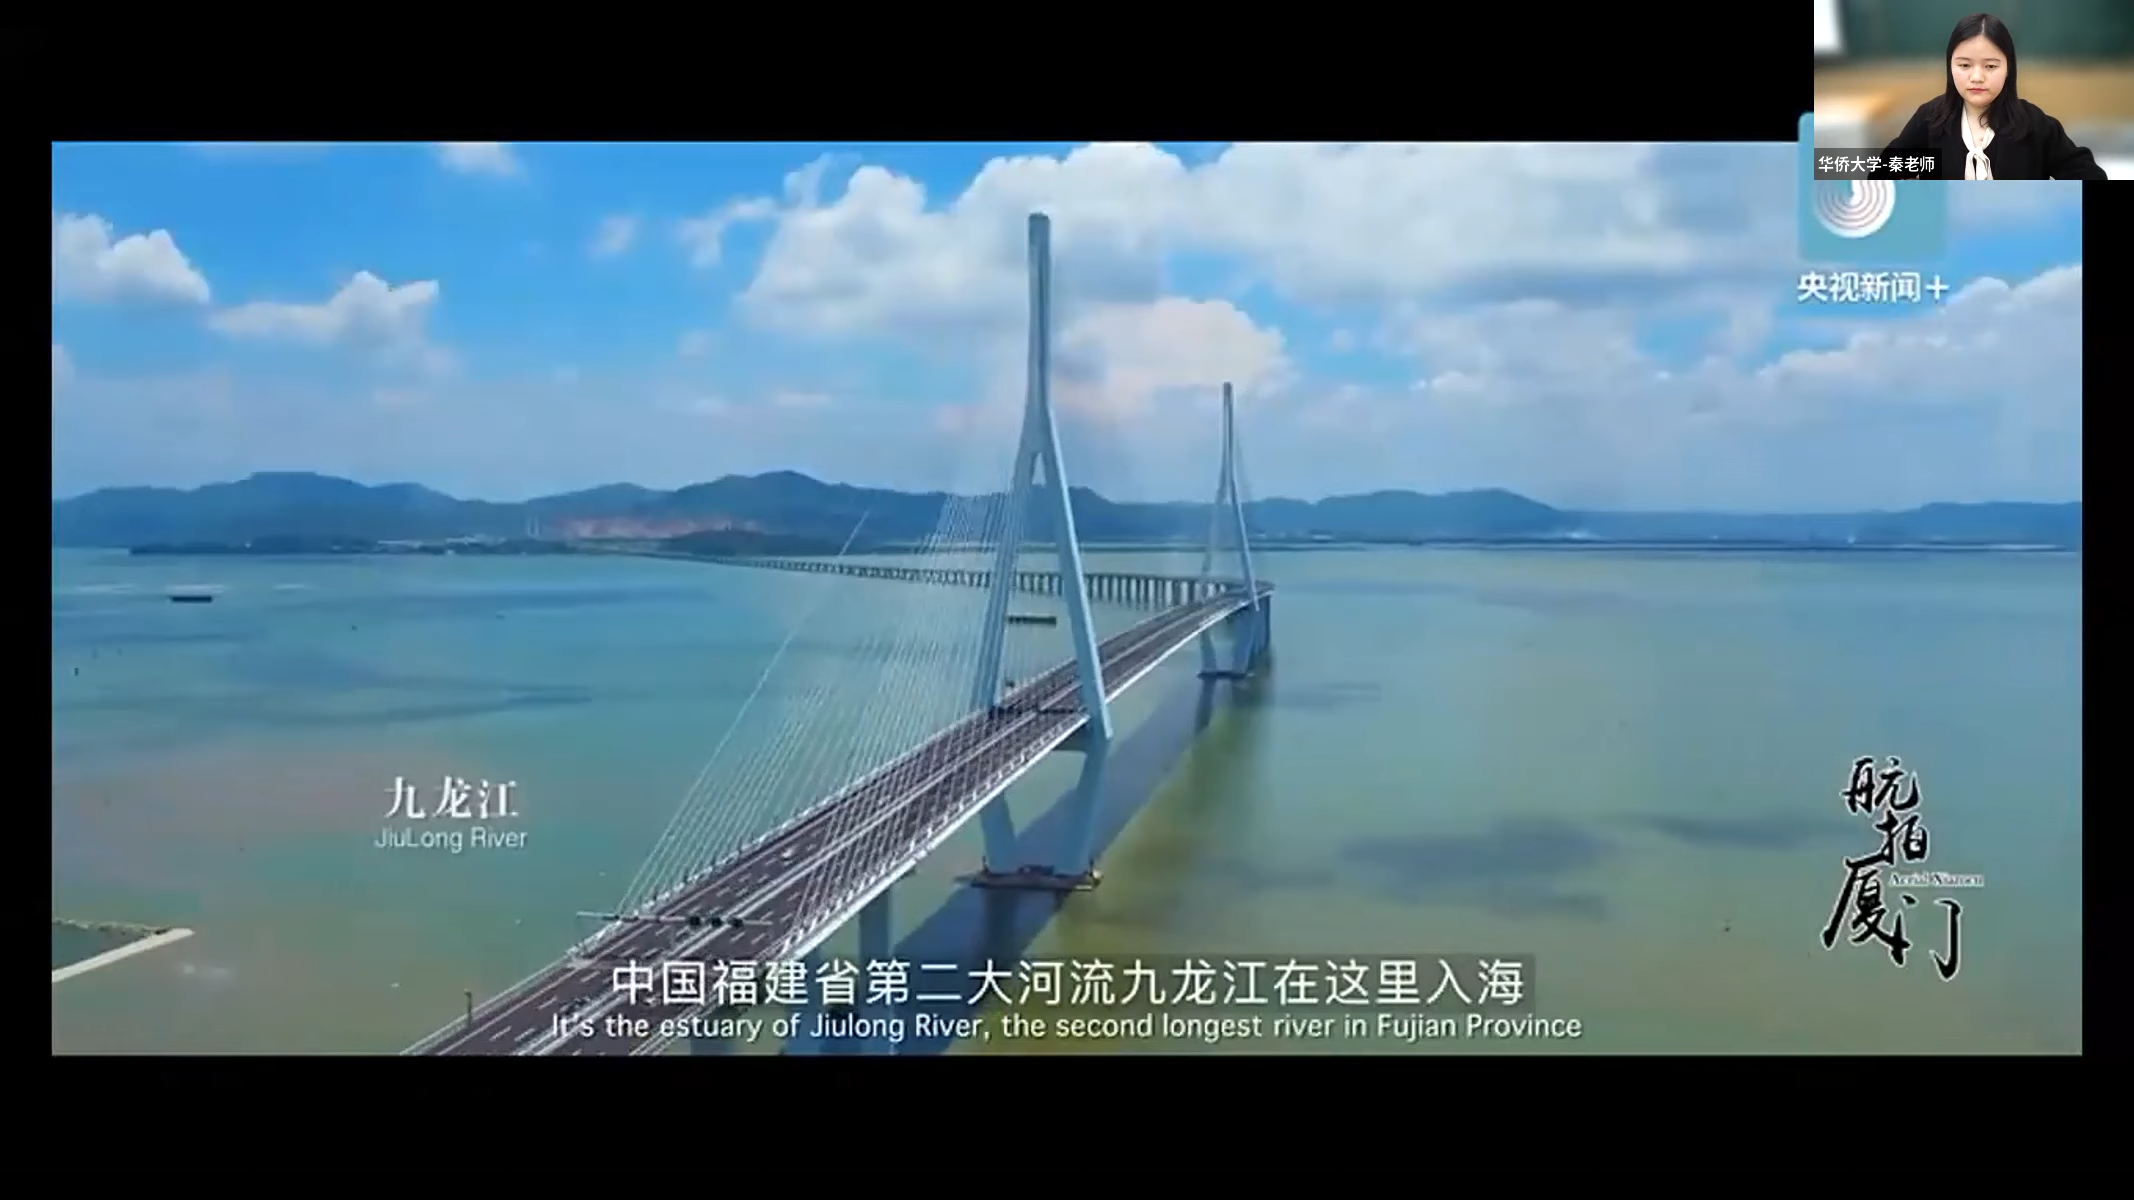 华侨大学-秦老师
央视新闻+
九龙江
JiuLong River
航拍厦门
Aerial Xiamen
中国福建省第二大河流九龙江在这里入海
It's the estuary of Jiulong River, the second longest river in Fujian Province